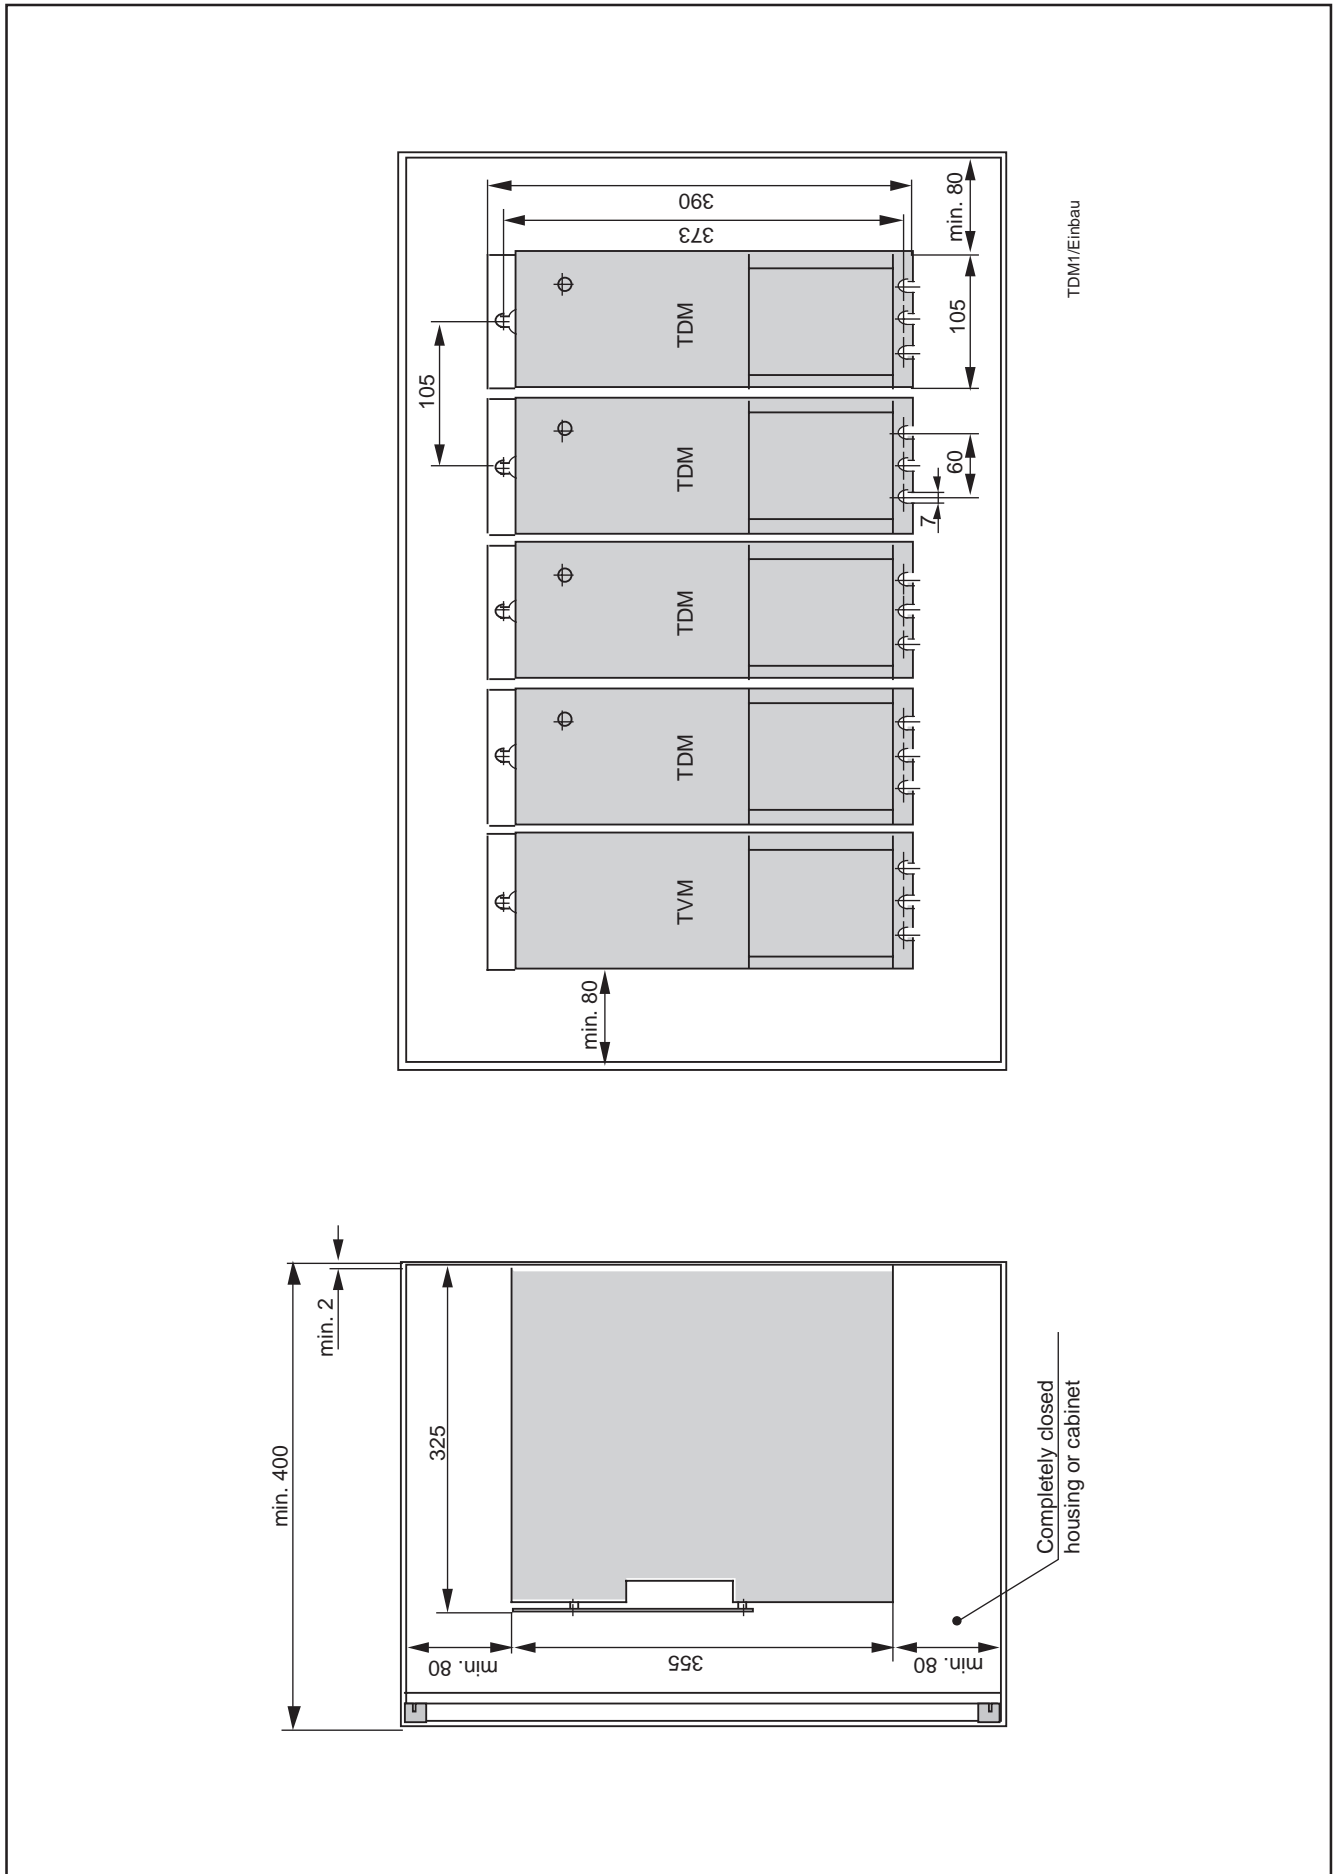 390
373
min. 80
TDM1/Einbau
105
105
TDM
TDM
60
7
TDM
TDM
TVM
min. 80
min. 400
min. 2
325
Completely closed
housing or cabinet
min. 80
355
min. 80